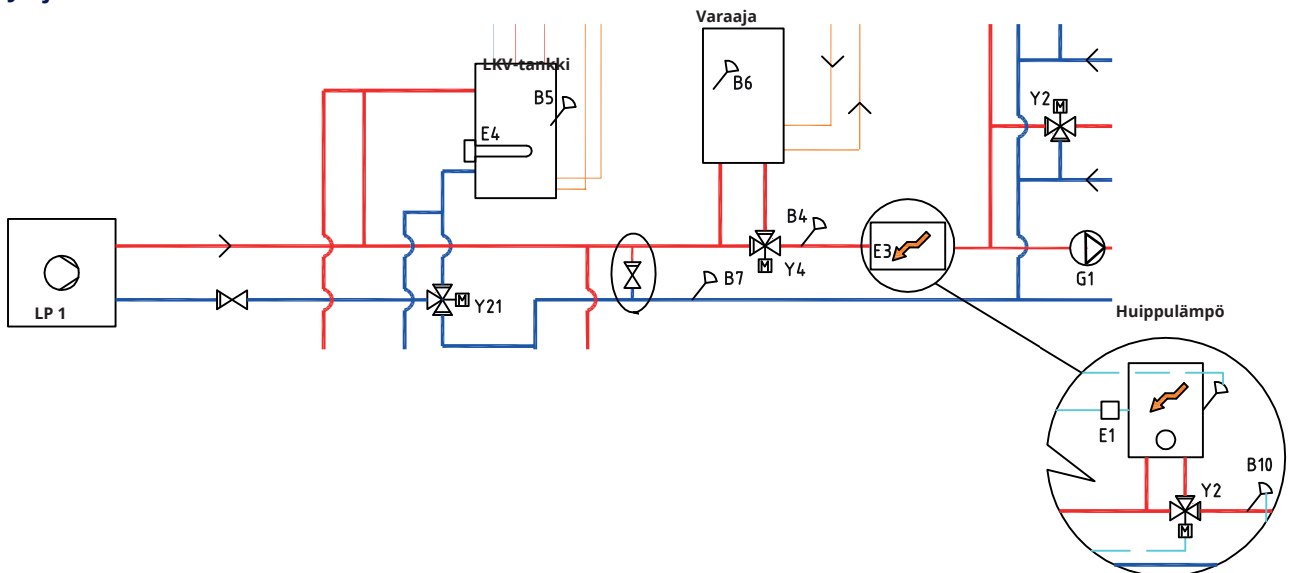 Varaaja
LKV-tankki
B5
B6
E4
Y2
B4
E3
Y4
G1
B7
LP 1
Y21
M
M
M
Huippulämpö
E1
B10
Y2
M